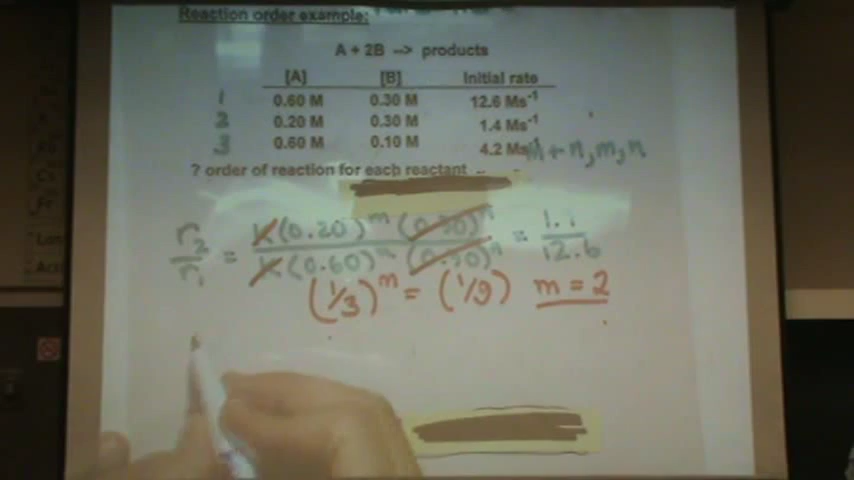 Reaction order example:
A + 2B --> products
[A] [B] Initial rate
1 0.60 M 0.30 M 12.6 Ms-1
2 0.20 M 0.30 M 1.4 Ms-1
3 0.60 M 0.10 M 4.2 Ms-1
m + n, m, n
? order of reaction for each reactant
r2/r1 = k(0.20)^m (0.30)^n / k(0.60)^m (0.30)^n = 1.1/12.6
(1/3)^m = (1/9) m = 2